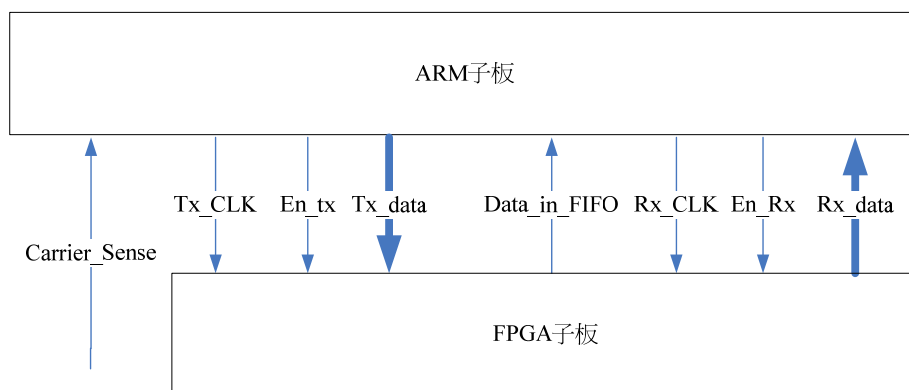 ARM子板
Tx_CLK En_tx Tx_data Data_in_FIFO Rx_CLK En_Rx Rx_data
Carrier_Sense
FPGA子板